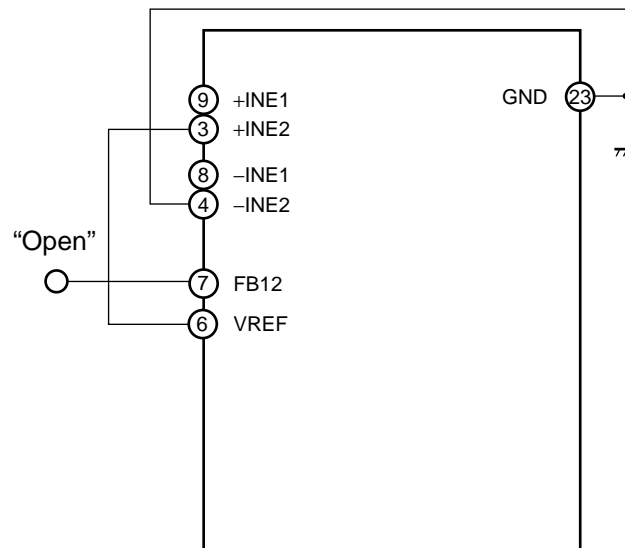 9 +INE1
GND 23
3 +INE2
8 −INE1
4 −INE2
“Open”
7 FB12
6 VREF